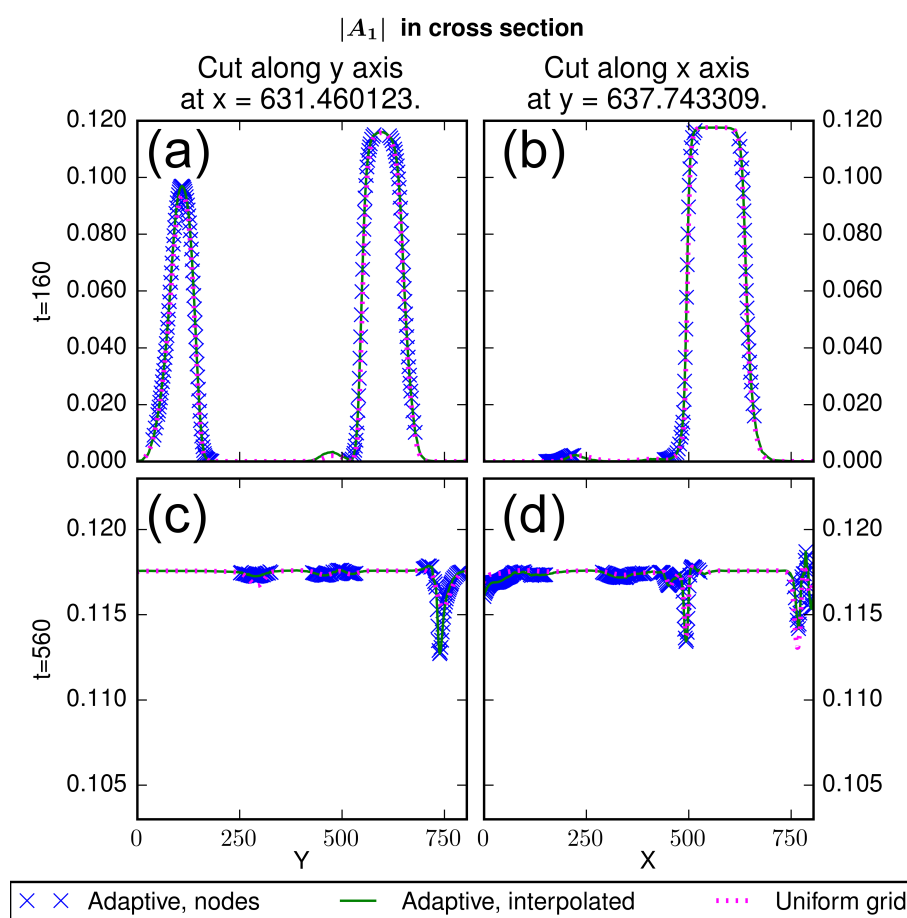 |A₁| in cross section
Cut along y axis
at x = 631.460123.
Cut along x axis
at y = 637.743309.
(a)
(b)
t=160
0.120
0.100
0.080
0.060
0.040
0.020
0.000
0.120
0.100
0.080
0.060
0.040
0.020
0.000
(c)
(d)
t=560
0.120
0.115
0.110
0.105
0.120
0.115
0.110
0.105
0 250 500 750
0 250 500 750
Y
X
Adaptive, nodes
Adaptive, interpolated
Uniform grid